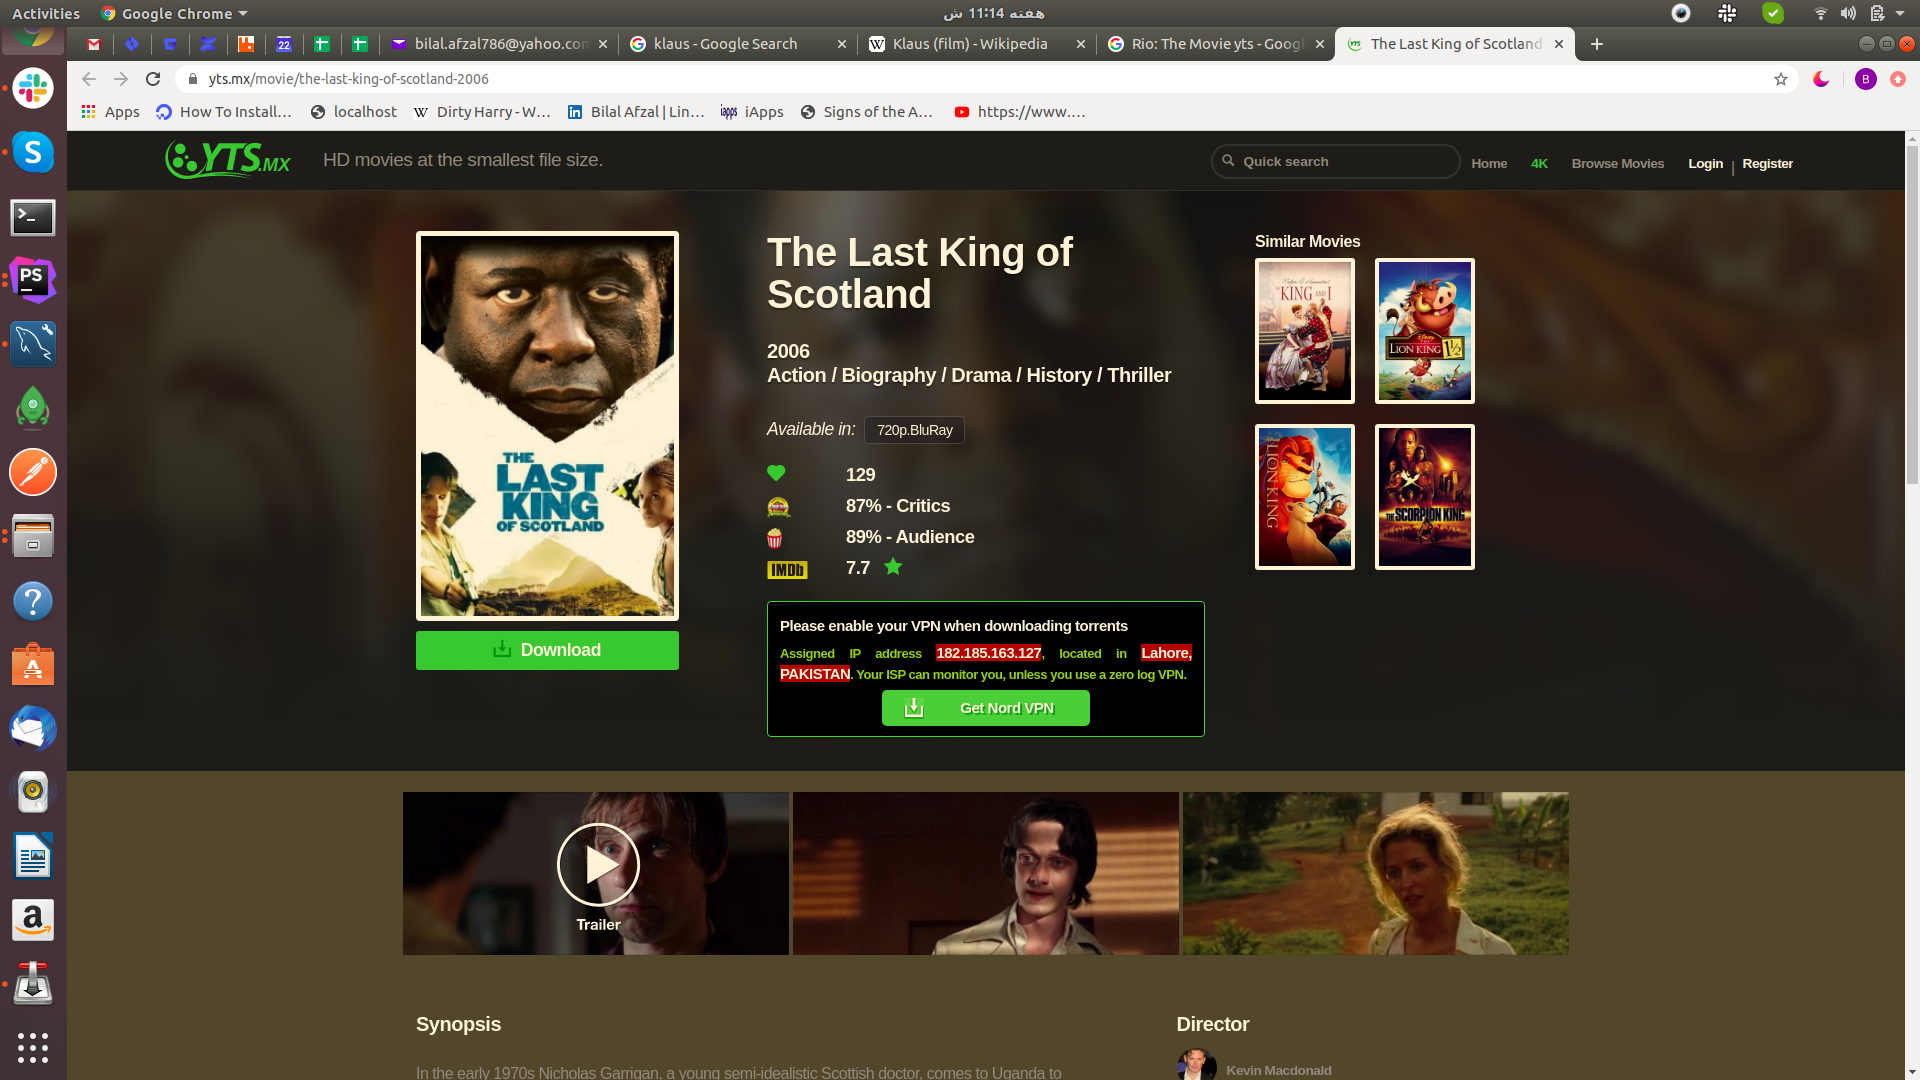 Activities
Google Chrome
هفته 11:14 ش
22
bilal.afzal786@yahoo.con
klaus - Google Search
Klaus (film) - Wikipedia
Rio: The Movie yts - Googl
The Last King of Scotland
yts.mx/movie/the-last-king-of-scotland-2006
B
Apps
How To Install...
localhost
Dirty Harry - W...
Bilal Afzal | Lin...
iApps
Signs of the A...
https://www....
YTS.MX
HD movies at the smallest file size.
Quick search
Home
4K
Browse Movies
Login | Register
THE LAST KING OF SCOTLAND
Download
The Last King of
Scotland
2006
Action / Biography / Drama / History / Thriller
Available in: 720p.BluRay
129
87% - Critics
89% - Audience
IMDb 7.7
Please enable your VPN when downloading torrents
Assigned IP address 182.185.163.127, located in Lahore,
PAKISTAN. Your ISP can monitor you, unless you use a zero log VPN.
Get Nord VPN
Similar Movies
KING AND I
LION KING 1½
LION KING
THE SCORPION KING
Trailer
Synopsis
In the early 1970s Nicholas Garrigan, a young semi-idealistic Scottish doctor, comes to Uganda to
Director
Kevin Macdonald